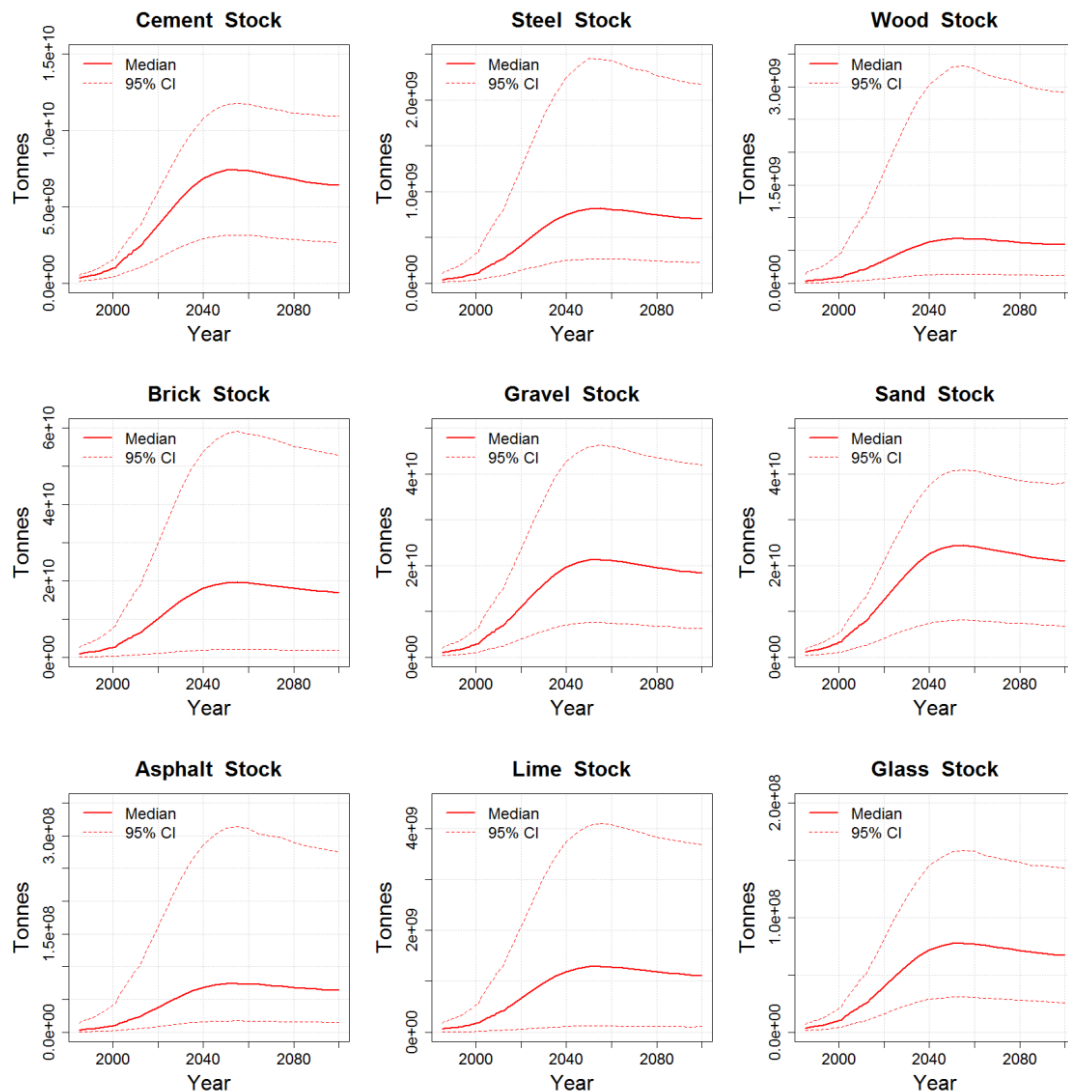 Cement Stock
Tonnes
0.0e+00 5.0e+09 1.0e+10 1.5e+10
Median
95% CI
2000 2040 2080
Year
Steel Stock
Tonnes
0.0e+00 1.0e+09 2.0e+09
Median
95% CI
2000 2040 2080
Year
Wood Stock
Tonnes
0.0e+00 1.5e+09 3.0e+09
Median
95% CI
2000 2040 2080
Year
Brick Stock
Tonnes
0e+00 2e+10 4e+10 6e+10
Median
95% CI
2000 2040 2080
Year
Gravel Stock
Tonnes
0e+00 2e+10 4e+10
Median
95% CI
2000 2040 2080
Year
Sand Stock
Tonnes
0e+00 2e+10 4e+10
Median
95% CI
2000 2040 2080
Year
Asphalt Stock
Tonnes
0.0e+00 1.5e+08 3.0e+08
Median
95% CI
2000 2040 2080
Year
Lime Stock
Tonnes
0e+00 2e+09 4e+09
Median
95% CI
2000 2040 2080
Year
Glass Stock
Tonnes
0.0e+00 1.0e+08 2.0e+08
Median
95% CI
2000 2040 2080
Year